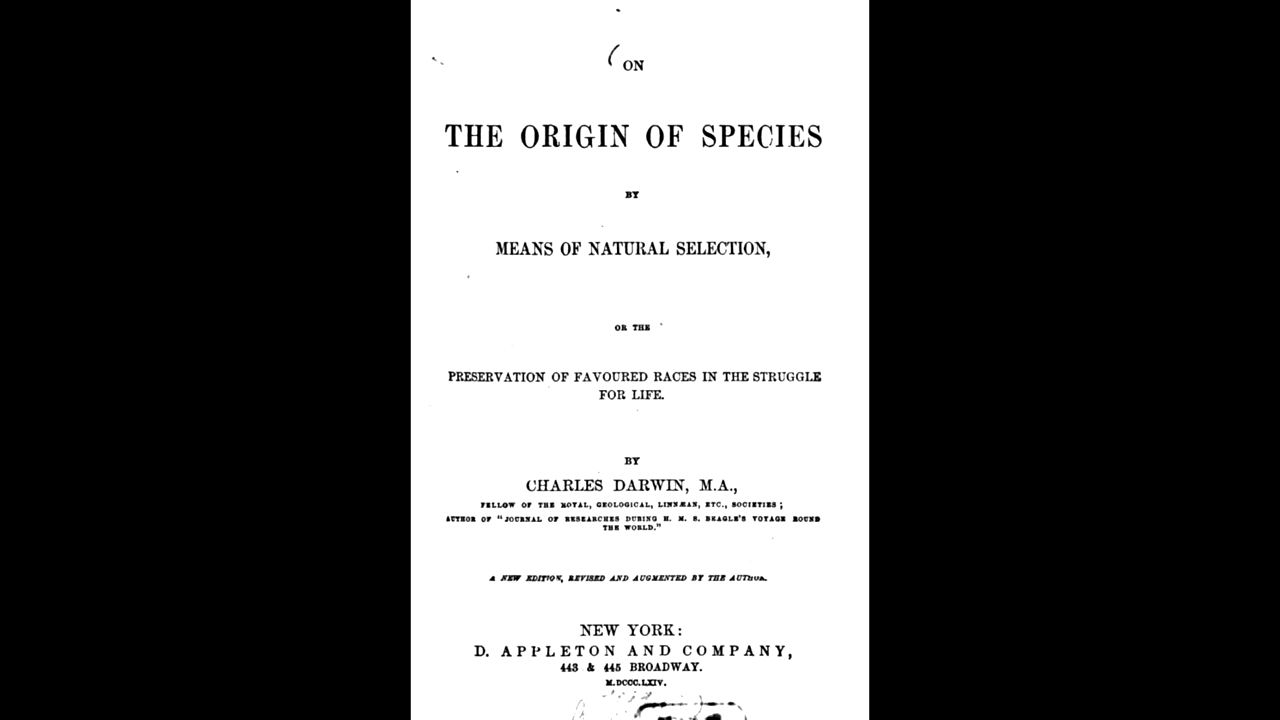 ON
THE ORIGIN OF SPECIES
BY
MEANS OF NATURAL SELECTION,
OR THE
PRESERVATION OF FAVOURED RACES IN THE STRUGGLE
FOR LIFE.
BY
CHARLES DARWIN, M.A.,
FELLOW OF THE ROYAL, GEOLOGICAL, LINNÆAN, ETC., SOCIETIES;
AUTHOR OF "JOURNAL OF RESEARCHES DURING H. M. S. BEAGLE'S VOYAGE ROUND
THE WORLD."
A NEW EDITION, REVISED AND AUGMENTED BY THE AUTHOR.
NEW YORK:
D. APPLETON AND COMPANY,
443 & 445 BROADWAY.
M.DCCC.LXIV.